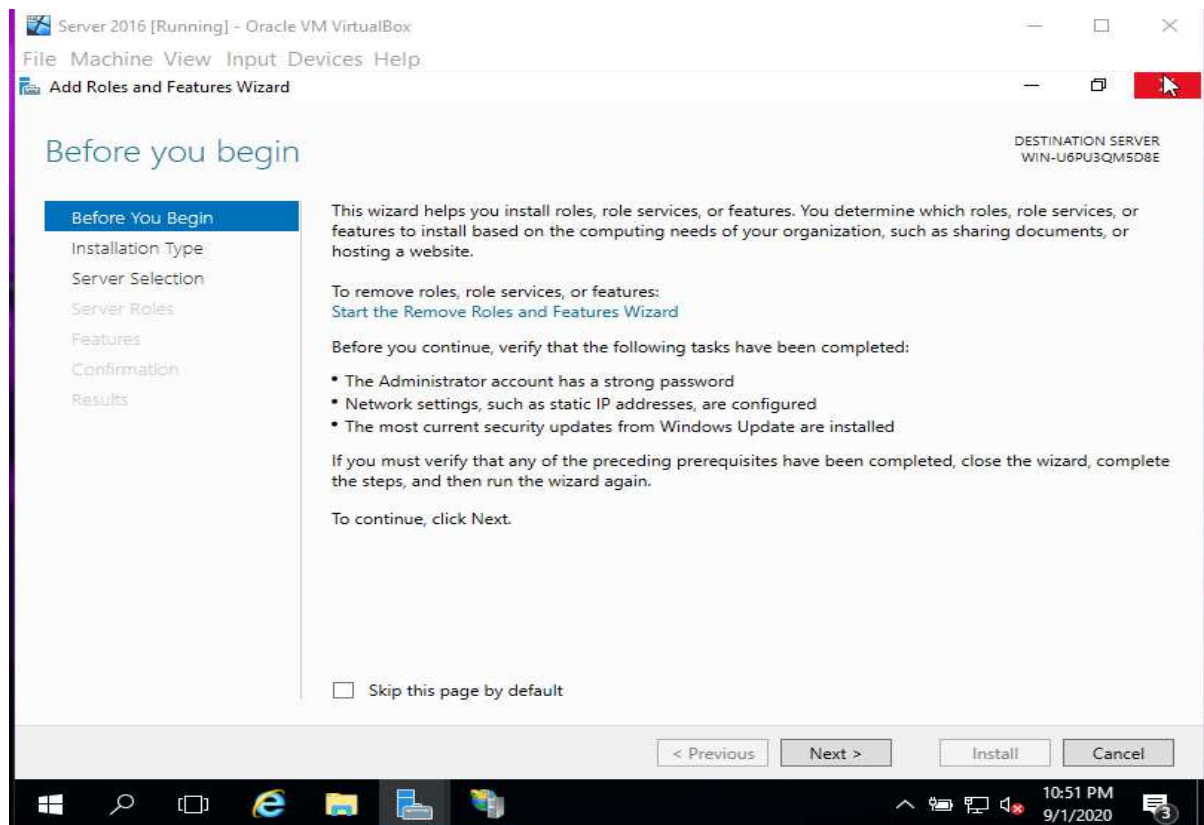 Server 2016 [Running] - Oracle VM VirtualBox
File Machine View Input Devices Help
Add Roles and Features Wizard
Before you begin
DESTINATION SERVER
WIN-U6PU3QM5D8E
Before You Begin
Installation Type
Server Selection
Server Roles
Features
Confirmation
Results
This wizard helps you install roles, role services, or features. You determine which roles, role services, or
features to install based on the computing needs of your organization, such as sharing documents, or
hosting a website.
To remove roles, role services, or features:
Start the Remove Roles and Features Wizard
Before you continue, verify that the following tasks have been completed:
• The Administrator account has a strong password
• Network settings, such as static IP addresses, are configured
• The most current security updates from Windows Update are installed
If you must verify that any of the preceding prerequisites have been completed, close the wizard, complete
the steps, and then run the wizard again.
To continue, click Next.
Skip this page by default
< Previous Next > Install Cancel
10:51 PM
9/1/2020
3